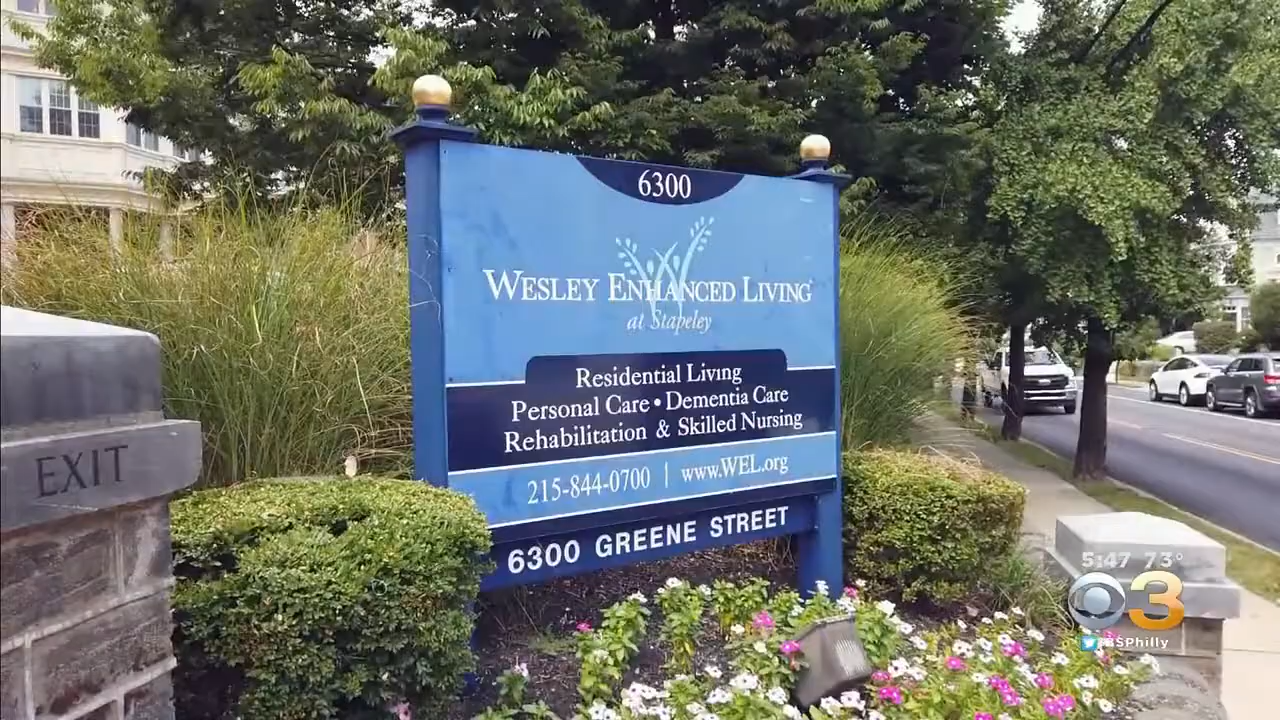 6300
WESLEY ENHANCED LIVING
at Stapeley
Residential Living
Personal Care • Dementia Care
Rehabilitation & Skilled Nursing
215-844-0700 | www.WEL.org
6300 GREENE STREET
EXIT
5:47 73°
3
CBSPhilly